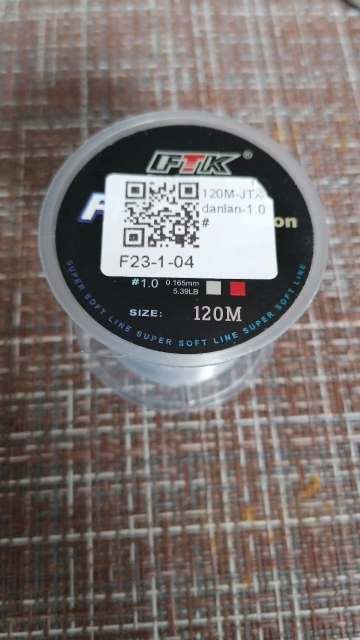 FTK®
120M-JTX
danlan-1.0
#
F23-1-04
#1.0
0.165mm
5.39LB
SIZE: 120M
SUPER SOFT LINE SUPER SOFT LINE SUPER SOFT LINE